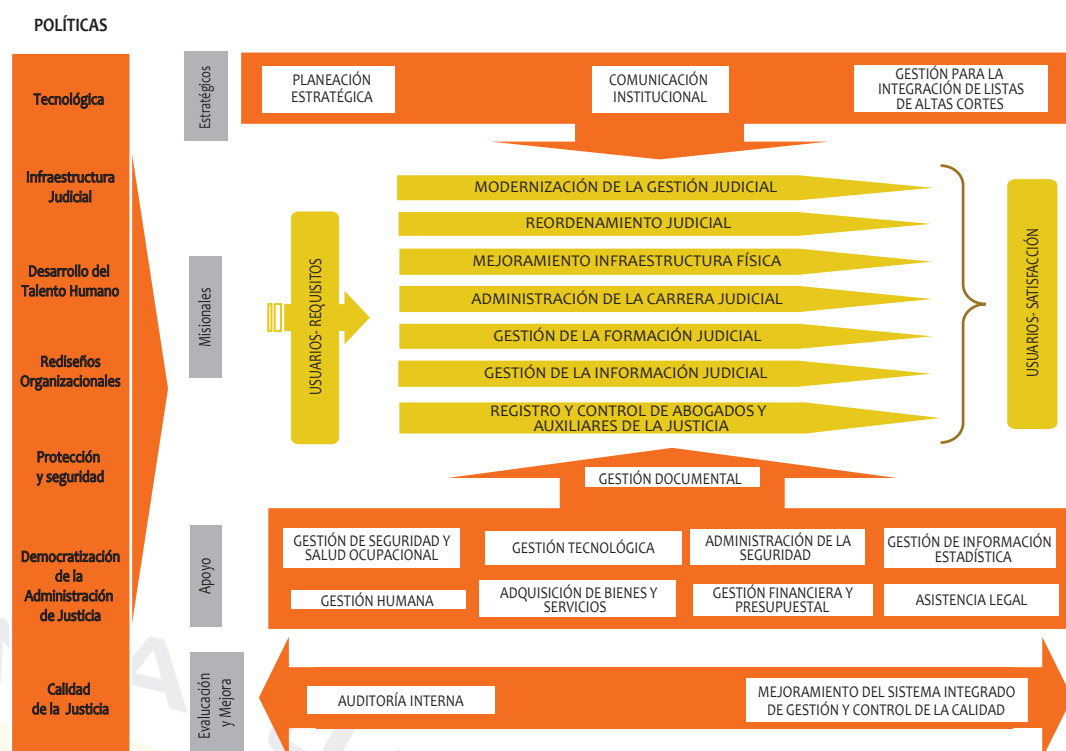 POLÍTICAS
Tecnológica
Infraestructura
Judicial
Desarrollo del
Talento Humano
Rediseños
Organizacionales
Protección
y seguridad
Democratización
de la
Administración
de Justicia
Calidad
de la Justicia
Estratégicos
PLANEACIÓN
ESTRATÉGICA
COMUNICACIÓN
INSTITUCIONAL
GESTIÓN PARA LA
INTEGRACIÓN DE LISTAS
DE ALTAS CORTES
Misionales
USUARIOS- REQUISITOS
MODERNIZACIÓN DE LA GESTIÓN JUDICIAL
REORDENAMIENTO JUDICIAL
MEJORAMIENTO INFRAESTRUCTURA FÍSICA
ADMINISTRACIÓN DE LA CARRERA JUDICIAL
GESTIÓN DE LA FORMACIÓN JUDICIAL
GESTIÓN DE LA INFORMACIÓN JUDICIAL
REGISTRO Y CONTROL DE ABOGADOS Y
AUXILIARES DE LA JUSTICIA
USUARIOS- SATISFACCIÓN
Apoyo
GESTIÓN DOCUMENTAL
GESTIÓN DE SEGURIDAD Y
SALUD OCUPACIONAL
GESTIÓN TECNOLÓGICA
ADMINISTRACIÓN DE LA
SEGURIDAD
GESTIÓN DE INFORMACIÓN
ESTADÍSTICA
GESTIÓN HUMANA
ADQUISICIÓN DE BIENES Y
SERVICIOS
GESTIÓN FINANCIERA Y
PRESUPUESTAL
ASISTENCIA LEGAL
Evalucación
y Mejora
AUDITORÍA INTERNA
MEJORAMIENTO DEL SISTEMA INTEGRADO
DE GESTIÓN Y CONTROL DE LA CALIDAD